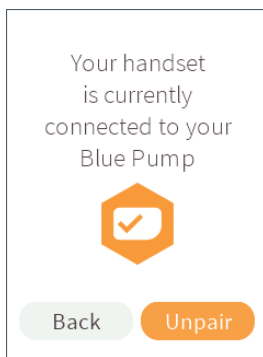 Your handset
is currently
connected to your
Blue Pump
Back
Unpair